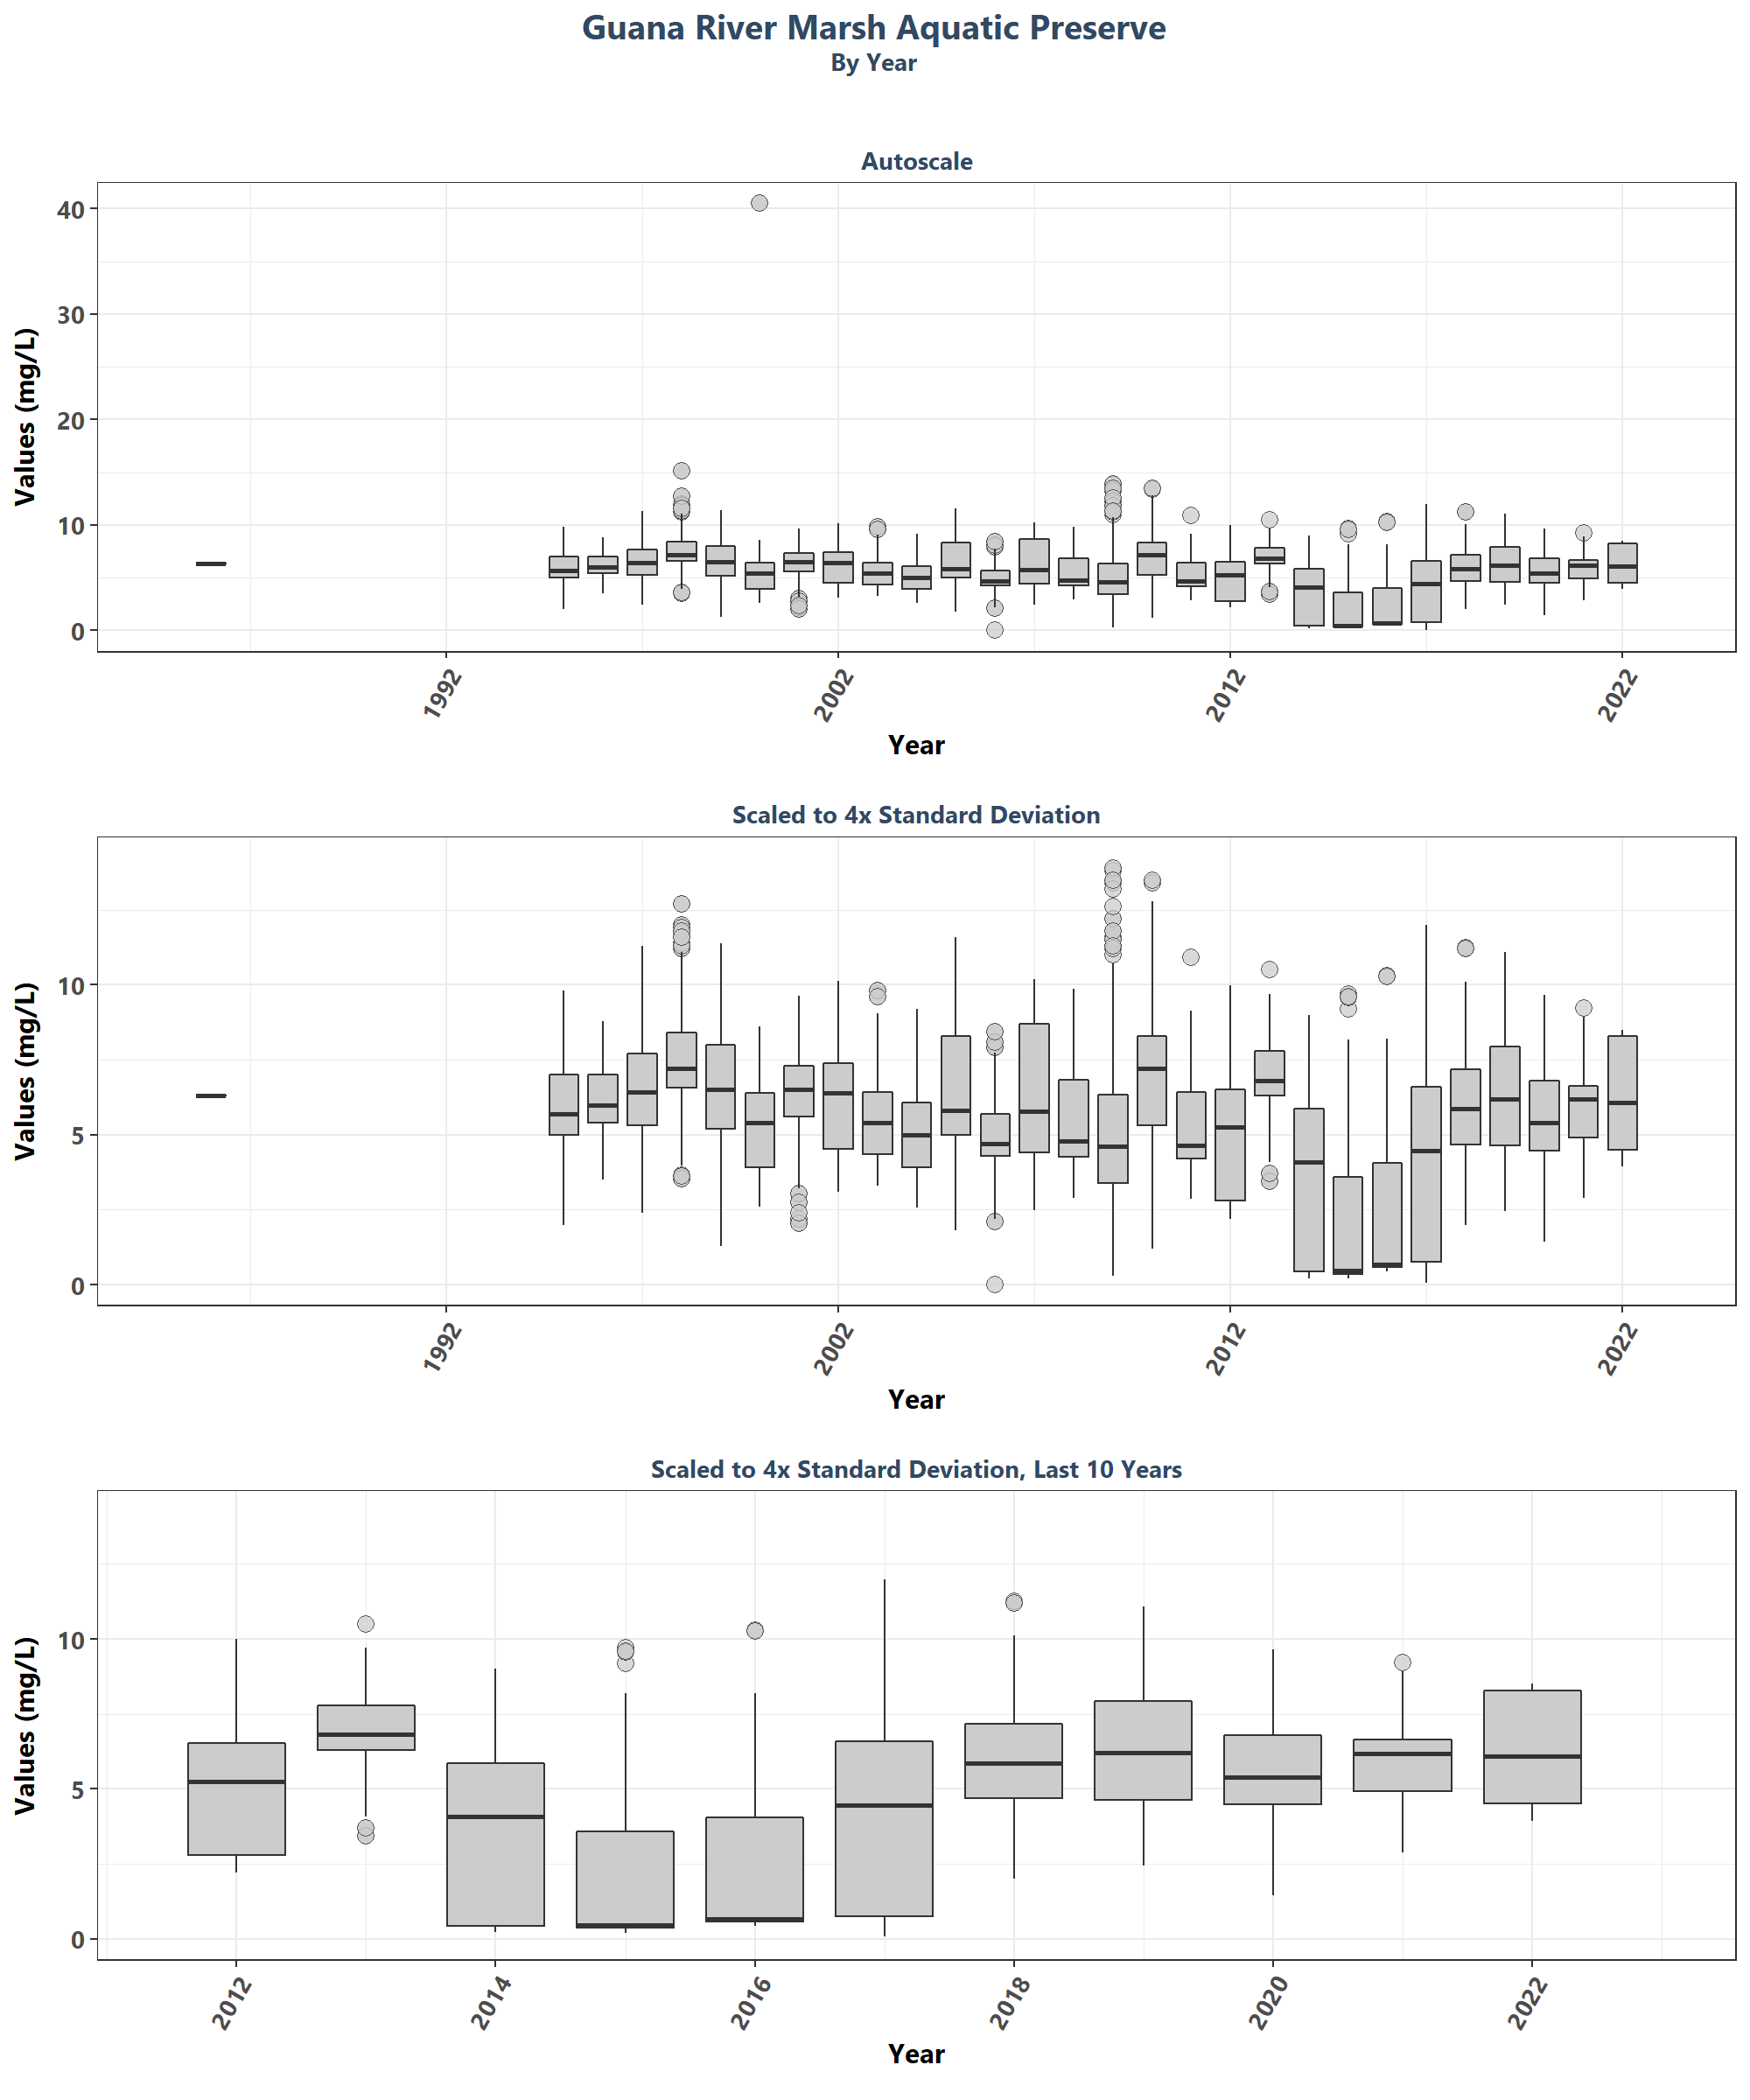 Guana River Marsh Aquatic Preserve
By Year
Autoscale
Values (mg/L)
40
30
20
10
0
1992
2002
2012
2022
Year
Scaled to 4x Standard Deviation
Values (mg/L)
10
5
0
1992
2002
2012
2022
Year
Scaled to 4x Standard Deviation, Last 10 Years
Values (mg/L)
10
5
0
2012
2014
2016
2018
2020
2022
Year